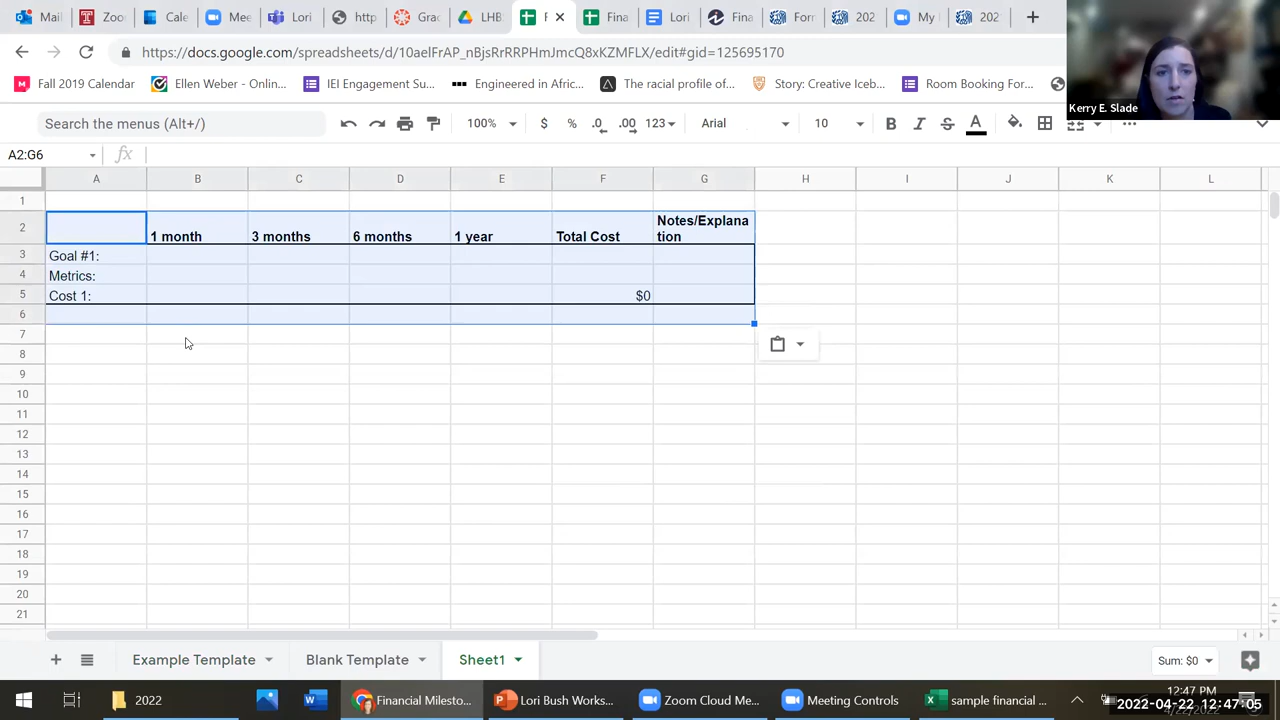 Mai
Zoo
Cale
Mee
Lori
http
Grac
LHB
F
Fina
Lori
Fina
Forr
202
My
202
https://docs.google.com/spreadsheets/d/10aelFrAP_nBjsRrRRPHmJmcQ8xKZMFLX/edit#gid=125695170
Fall 2019 Calendar
Ellen Weber - Onlin...
IEI Engagement Su...
Engineered in Afric...
The racial profile of...
Story: Creative Iceb...
Room Booking For...
Kerry E. Slade
Search the menus (Alt+/)
100%
$ % .0 .00 123
Arial
10
B I S A
A2:G6
fx
A B C D E F G H I J K L
1
2 1 month 3 months 6 months 1 year Total Cost Notes/Explana
tion
3 Goal #1:
4 Metrics:
5 Cost 1: $0
6
7
8
9
10
11
12
13
14
15
16
17
18
19
20
21
Example Template
Blank Template
Sheet1
Sum: $0
2022
Financial Milesto...
Lori Bush Works...
Zoom Cloud Me...
Meeting Controls
sample financial ...
12:47 PM
2022-04-22 12:47:05